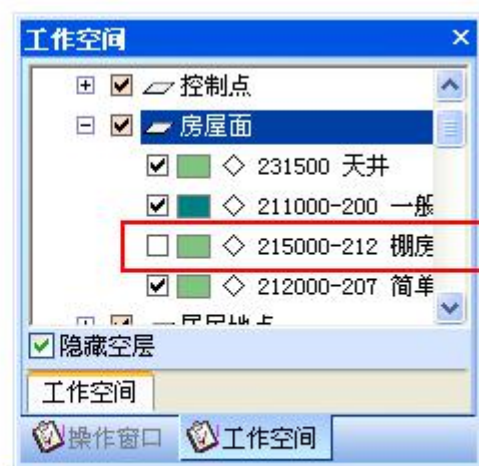 工作空间
控制点
房屋面
231500 天井
211000-200 一般
215000-212 棚房
212000-207 简单
隐藏空层
工作空间
操作窗口 工作空间